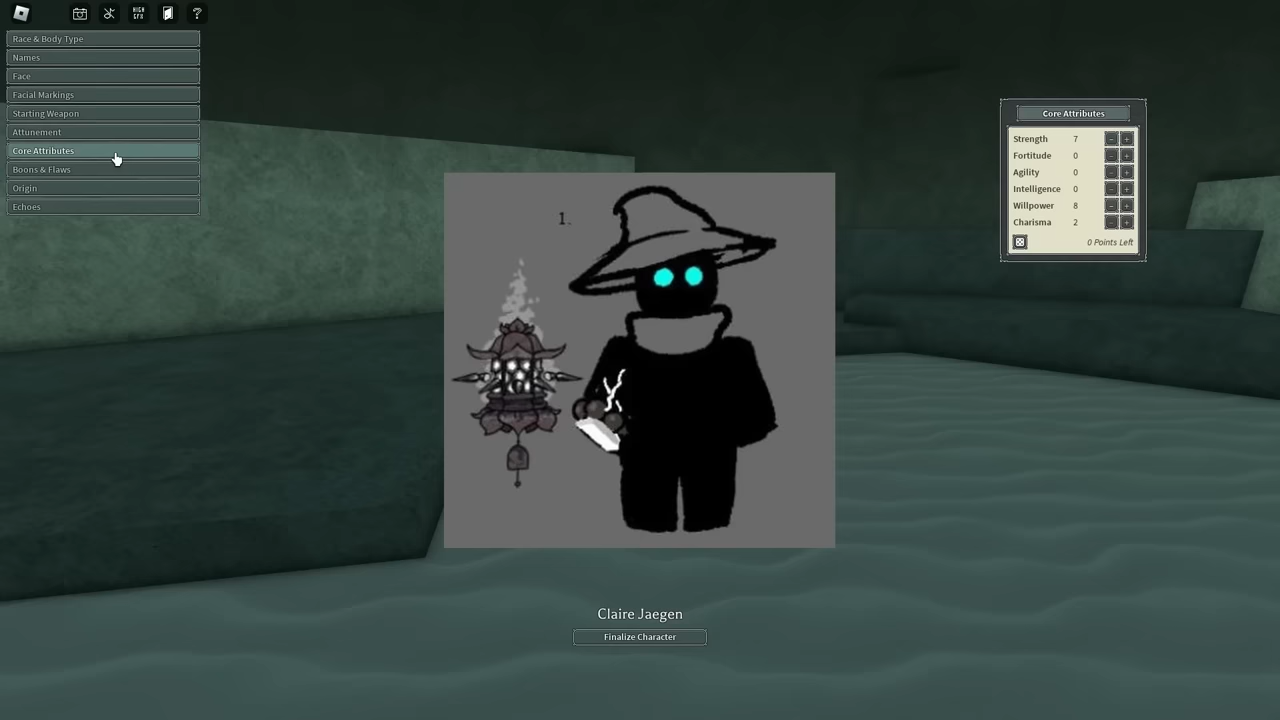 HIGH
GFX
?
Race & Body Type
Names
Face
Facial Markings
Starting Weapon
Attunement
Core Attributes
Boons & Flaws
Origin
Echoes
1.
Core Attributes
Strength 7 - +
Fortitude 0 - +
Agility 0 - +
Intelligence 0 - +
Willpower 8 - +
Charisma 2 - +
0 Points Left
Claire Jaegen
Finalize Character